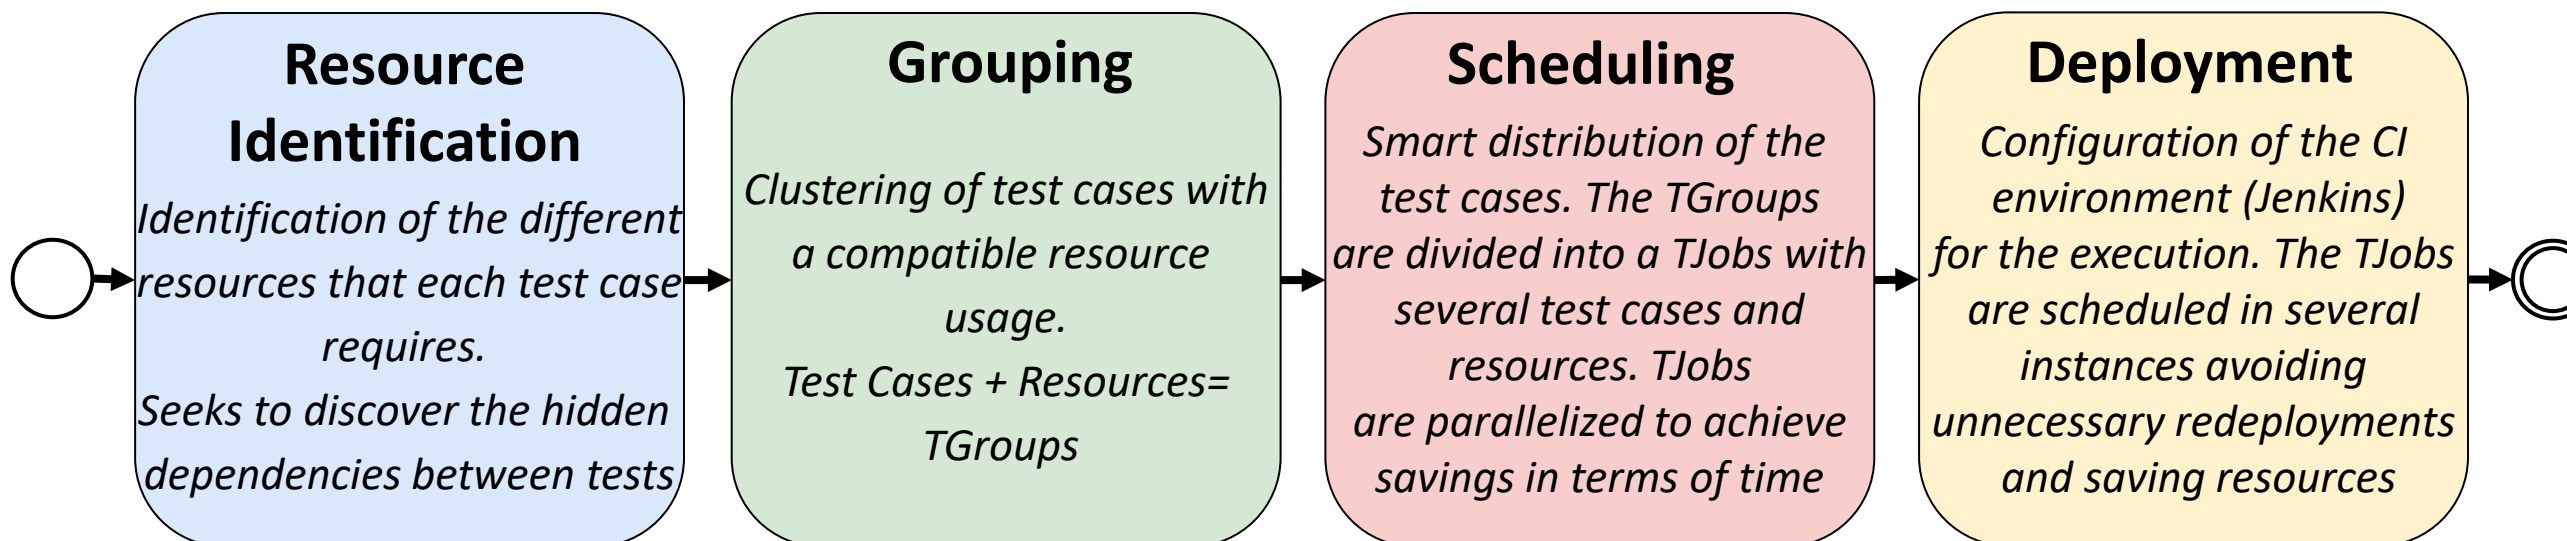 Resource
Identification
Identification of the different
resources that each test case
requires.
Seeks to discover the hidden
dependencies between tests
Grouping
Clustering of test cases with
a compatible resource
usage.
Test Cases + Resources=
TGroups
Scheduling
Smart distribution of the
test cases. The TGroups
are divided into a TJobs with
several test cases and
resources. TJobs
are parallelized to achieve
savings in terms of time
Deployment
Configuration of the CI
environment (Jenkins)
for the execution. The TJobs
are scheduled in several
instances avoiding
unnecessary redeployments
and saving resources